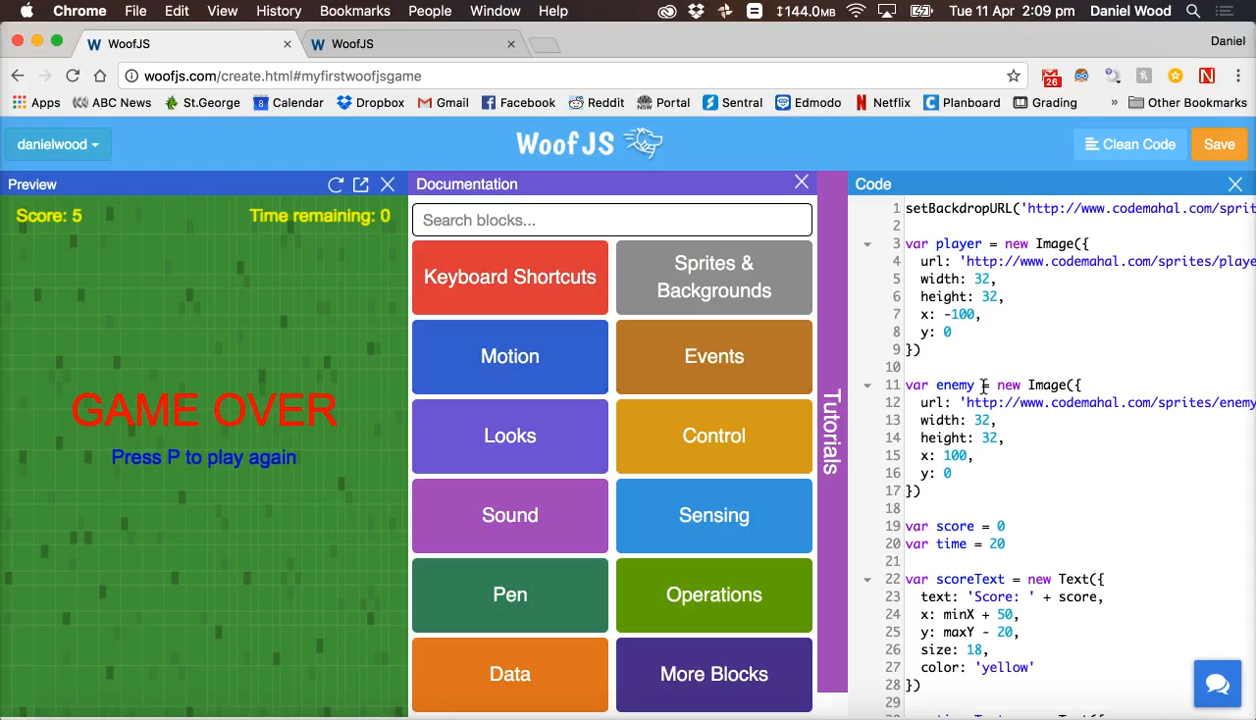 Chrome File Edit View History Bookmarks People Window Help 144.0MB Tue 11 Apr 2:09 pm Daniel Wood
WoofJS × WoofJS × Daniel
woofjs.com/create.html#myfirstwoofjsgame 26
Apps ABC News St.George Calendar Dropbox Gmail Facebook Reddit Portal Sentral Edmodo Netflix Planboard Grading » Other Bookmarks
danielwood WoofJS Clean Code Save
Preview
Score: 5 Time remaining: 0
GAME OVER
Press P to play again
Documentation
Search blocks...
Keyboard Shortcuts
Sprites &
Backgrounds
Motion
Events
Looks
Control
Sound
Sensing
Pen
Operations
Data
More Blocks
Tutorials
Code
1 setBackdropURL('http://www.codemahal.com/sprit
2
3 var player = new Image({
4 url: 'http://www.codemahal.com/sprites/playe
5 width: 32,
6 height: 32,
7 x: -100,
8 y: 0
9 })
10
11 var enemy = new Image({
12 url: 'http://www.codemahal.com/sprites/enemy
13 width: 32,
14 height: 32,
15 x: 100,
16 y: 0
17 })
18
19 var score = 0
20 var time = 20
21
22 var scoreText = new Text({
23 text: 'Score: ' + score,
24 x: minX + 50,
25 y: maxY - 20,
26 size: 18,
27 color: 'yellow'
28 })
29